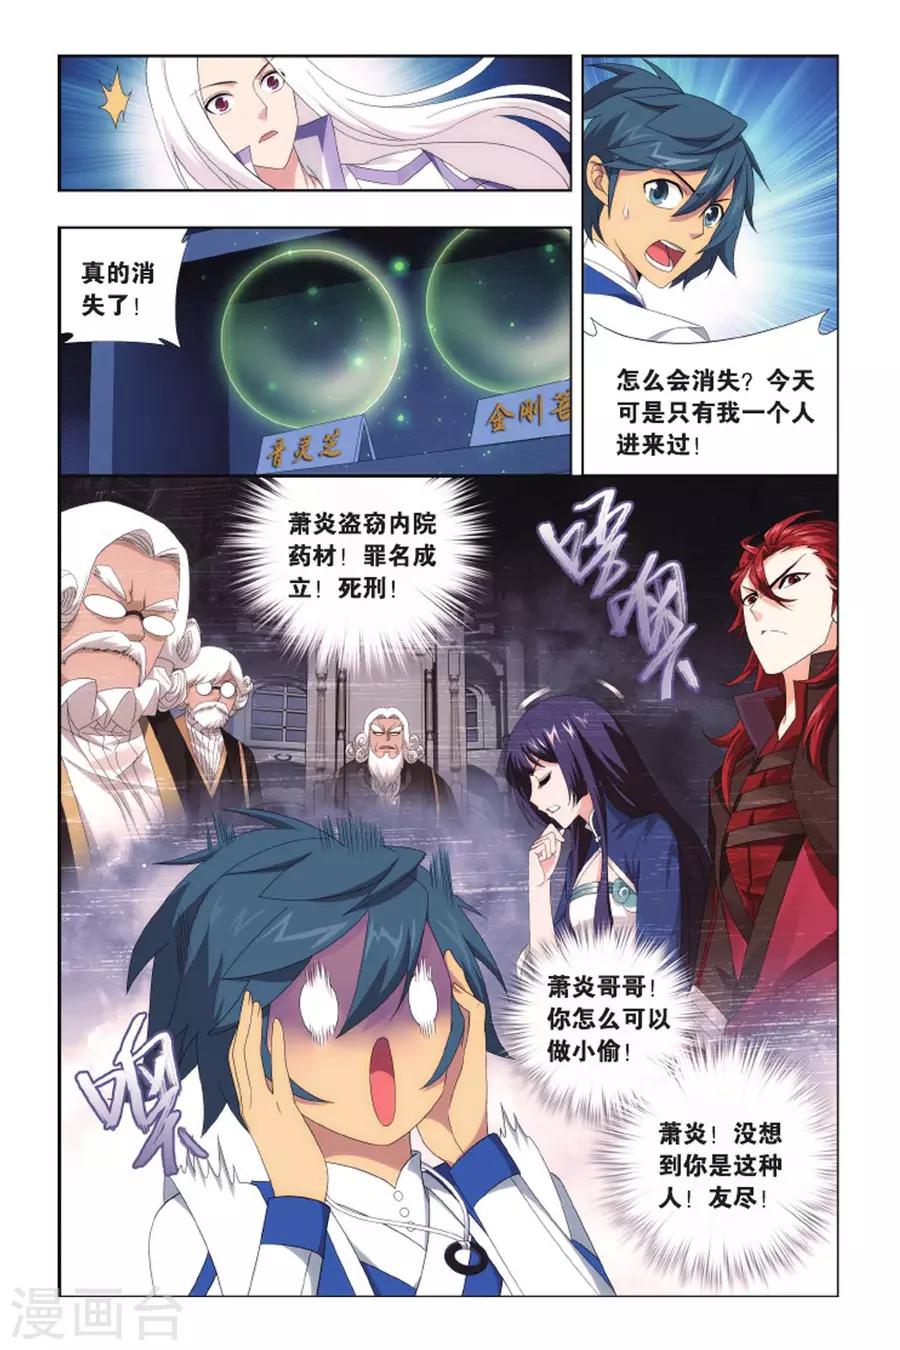 怎么会消失？今天
可是只有我一个人
进来过！
真的消
失了！
青灵芝
金刚菩
萧炎盗窃内院
药材！罪名成
立！死刑！
萧炎哥哥！
你怎么可以
做小偷！
萧炎！没想
到你是这种
人！友尽！
漫画台